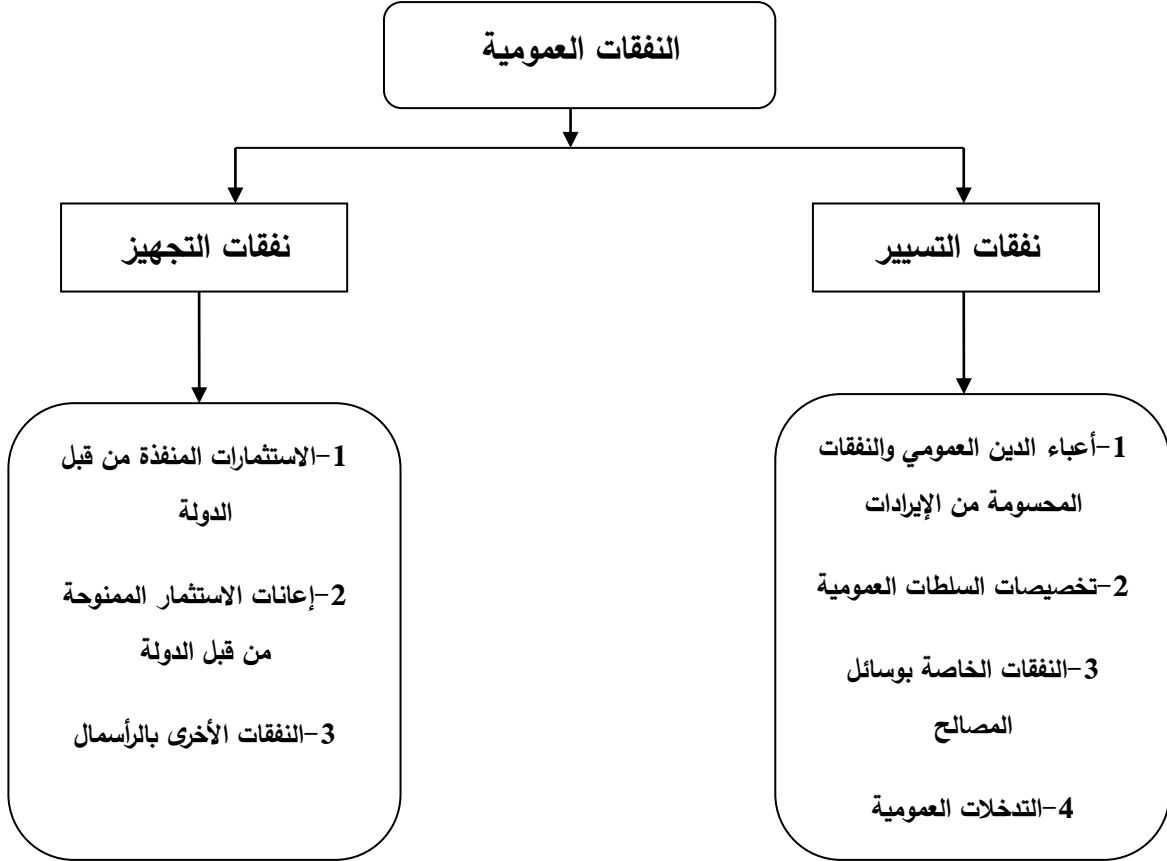 النفقات العمومية
نفقات التسيير
نفقات التجهيز
1-أعباء الدين العمومي والنفقات
المحسومة من الإيرادات
2-تخصيصات السلطات العمومية
3-النفقات الخاصة بوسائل
المصالح
4-التدخلات العمومية
1-الاستثمارات المنفذة من قبل
الدولة
2-إعانات الاستثمار الممنوحة
من قبل الدولة
3-النفقات الأخرى بالرأسمال